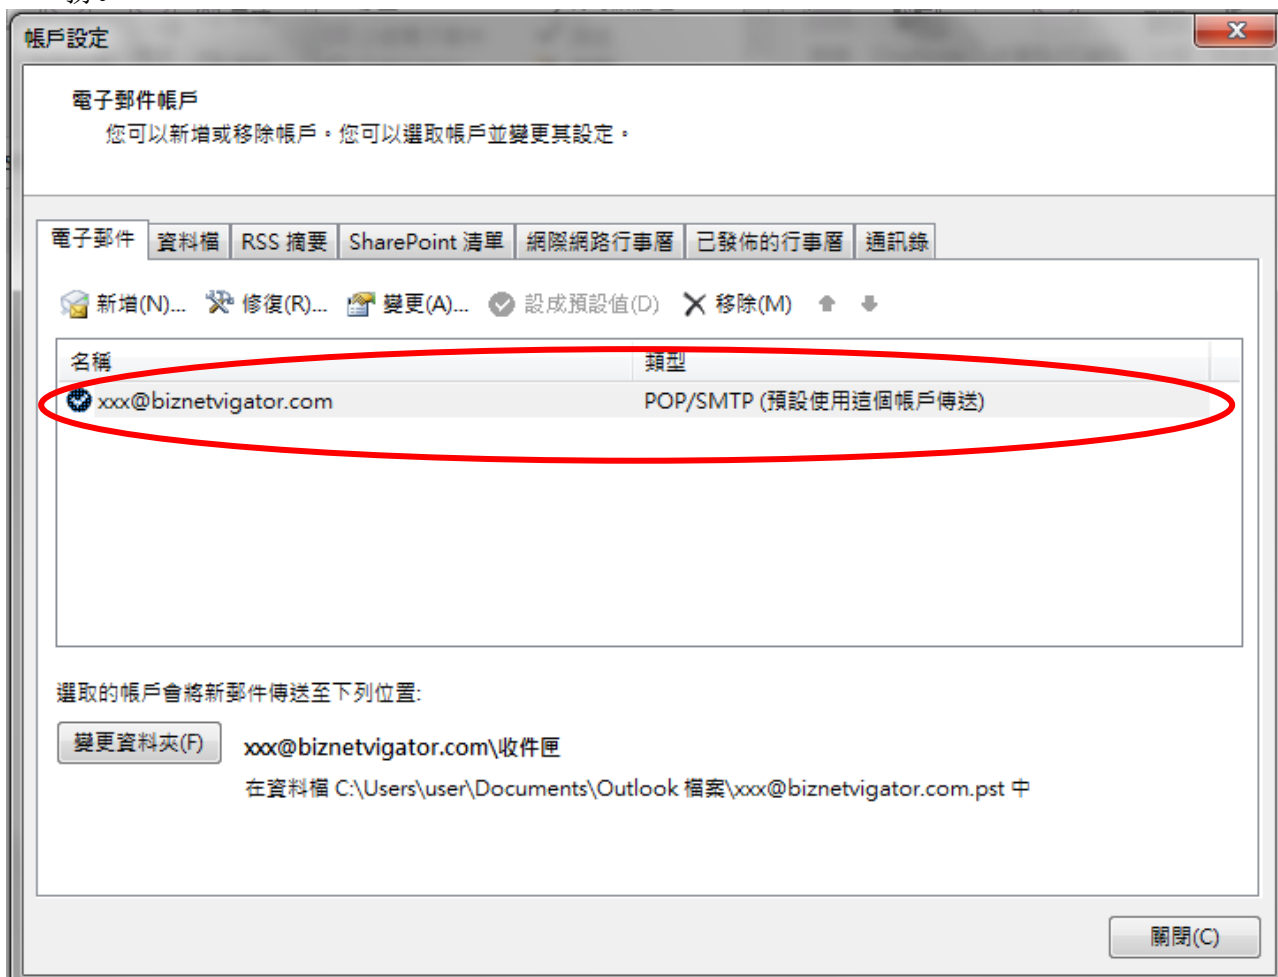 務。
帳戶設定
電子郵件帳戶
您可以新增或移除帳戶。您可以選取帳戶並變更其設定。
電子郵件 資料檔 RSS 摘要 SharePoint 清單 網際網路行事曆 已發佈的行事曆 通訊錄
新增(N)... 修復(R)... 變更(A)... 設成預設值(D) 移除(M)
名稱 類型
xxx@biznetvigator.com POP/SMTP (預設使用這個帳戶傳送)
選取的帳戶會將新郵件傳送至下列位置:
變更資料夾(F) xxx@biznetvigator.com\收件匣
在資料檔 C:\Users\user\Documents\Outlook 檔案\xxx@biznetvigator.com.pst 中
關閉(C)